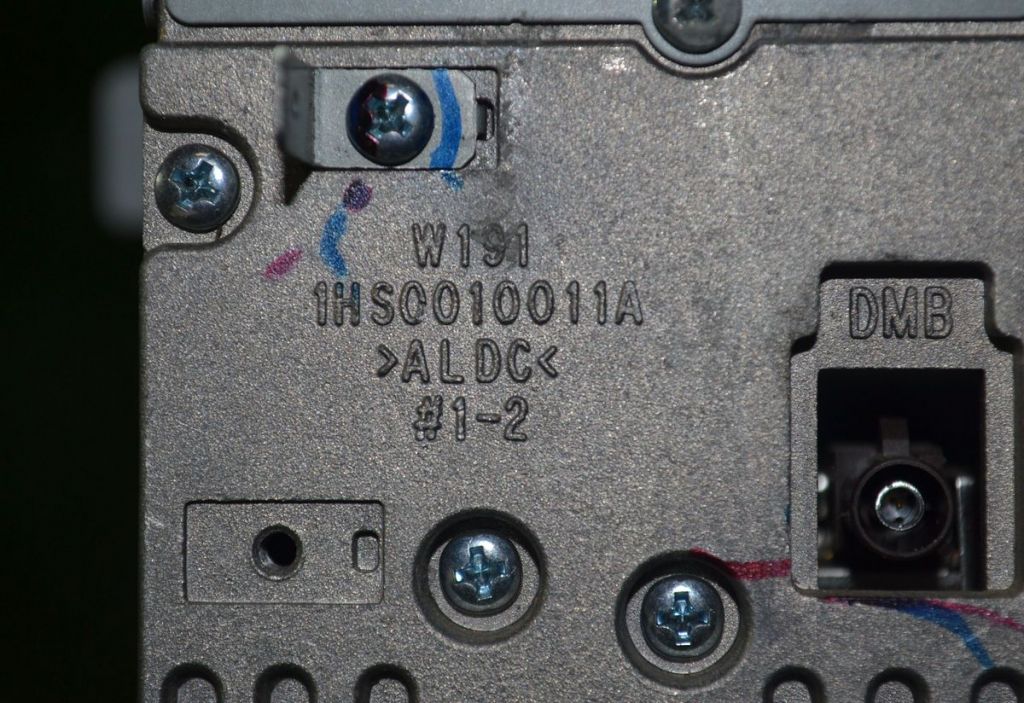 W191
1HS0010011A
>ALDC<
#1-2
DMB